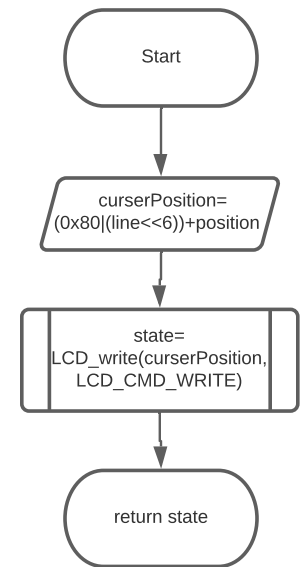 Start
curserPosition=
(0x80|(line<<6))+position
state=
LCD_write(curserPosition,
LCD_CMD_WRITE)
return state